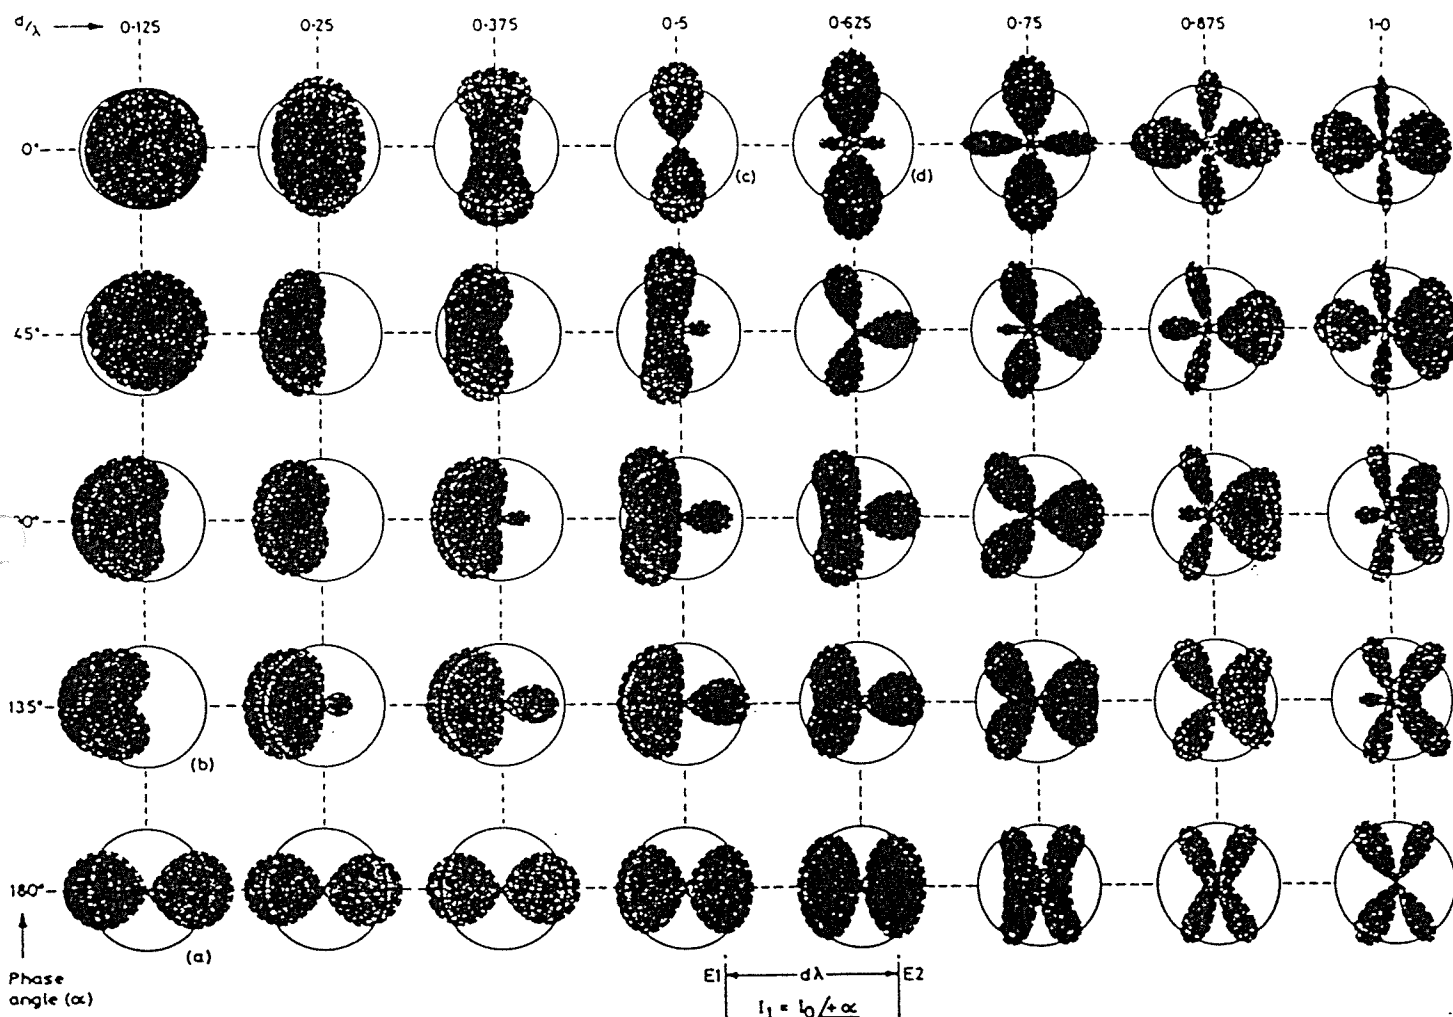 d/λ → 0·125 0·25 0·375 0·5 0·625 0·75 0·875 1·0
0°
(c)
(d)
45°
135°
(b)
180°
(a)
Phase
angle (α)
E1 dλ E2
I₁ = I₀ /+ α